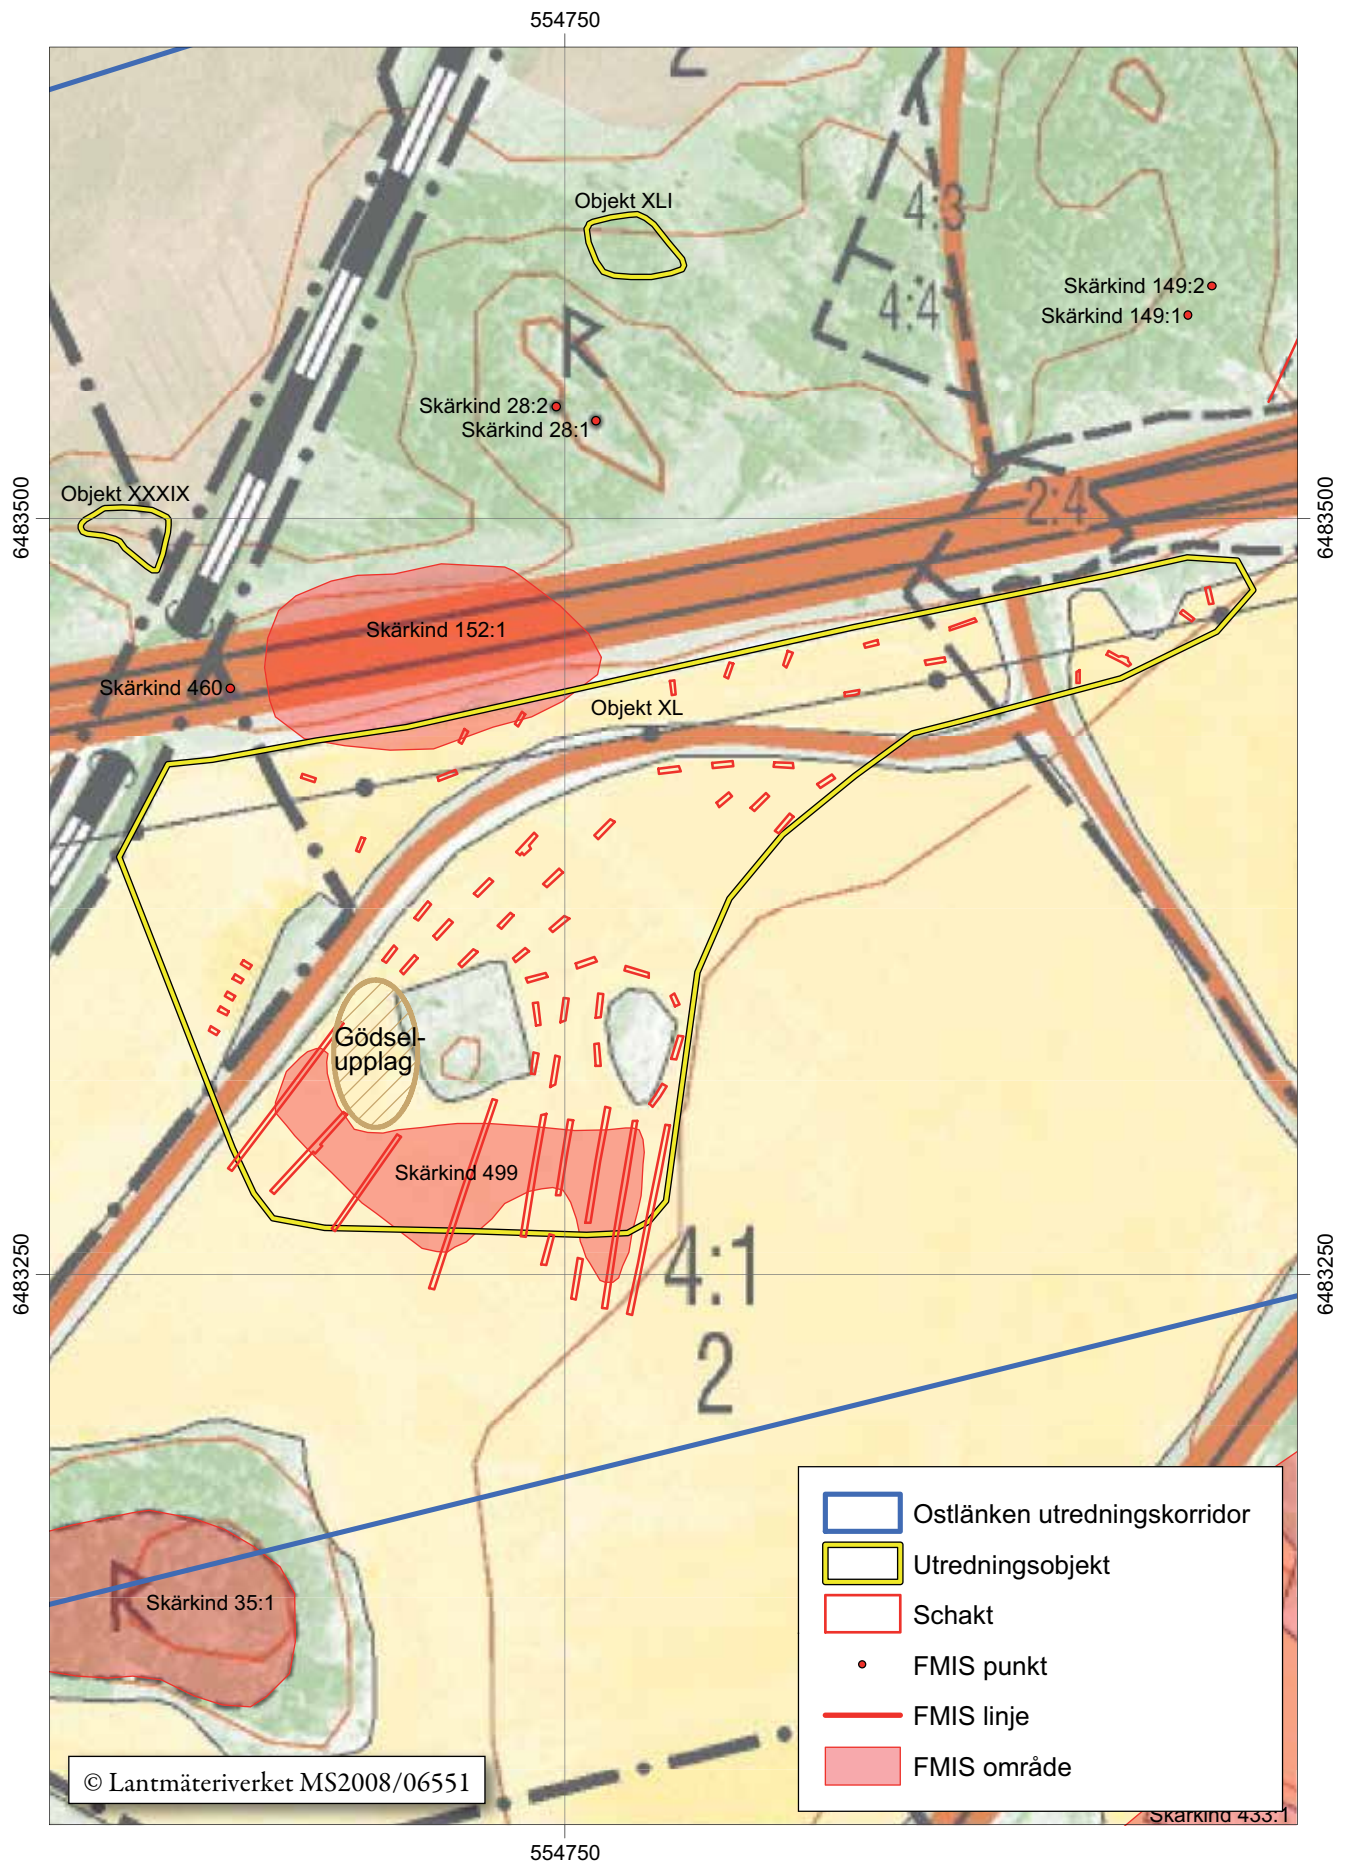 554750
2
Objekt XLI
4:3
Skärkind 149:2
4:4
Skärkind 149:1
R
Skärkind 28:2
Skärkind 28:1
Objekt XXXIX
2:4
6483500
6483500
Skärkind 152:1
Skärkind 460
Objekt XL
Gödsel-
upplag
Skärkind 499
4:1
6483250
6483250
2
R
Skärkind 35:1
Ostlänken utredningskorridor
Utredningsobjekt
Schakt
FMIS punkt
FMIS linje
FMIS område
© Lantmäteriverket MS2008/06551
Skärkind 433:1
554750